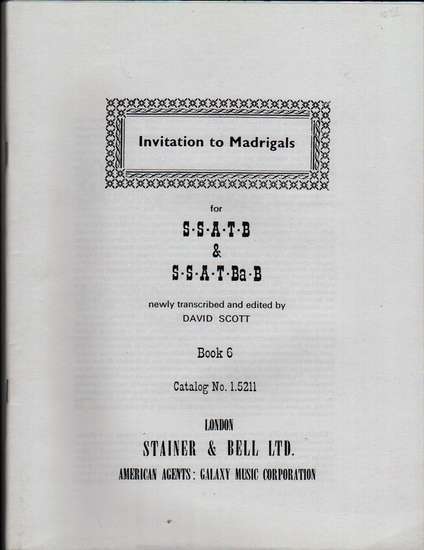 Invitation to Madrigals
for
S·S·A·T·B
&
S·S·A·T·Ba·B
newly transcribed and edited by
DAVID SCOTT
Book 6
Catalog No. 1.5211
LONDON
STAINER & BELL LTD.
AMERICAN AGENTS: GALAXY MUSIC CORPORATION